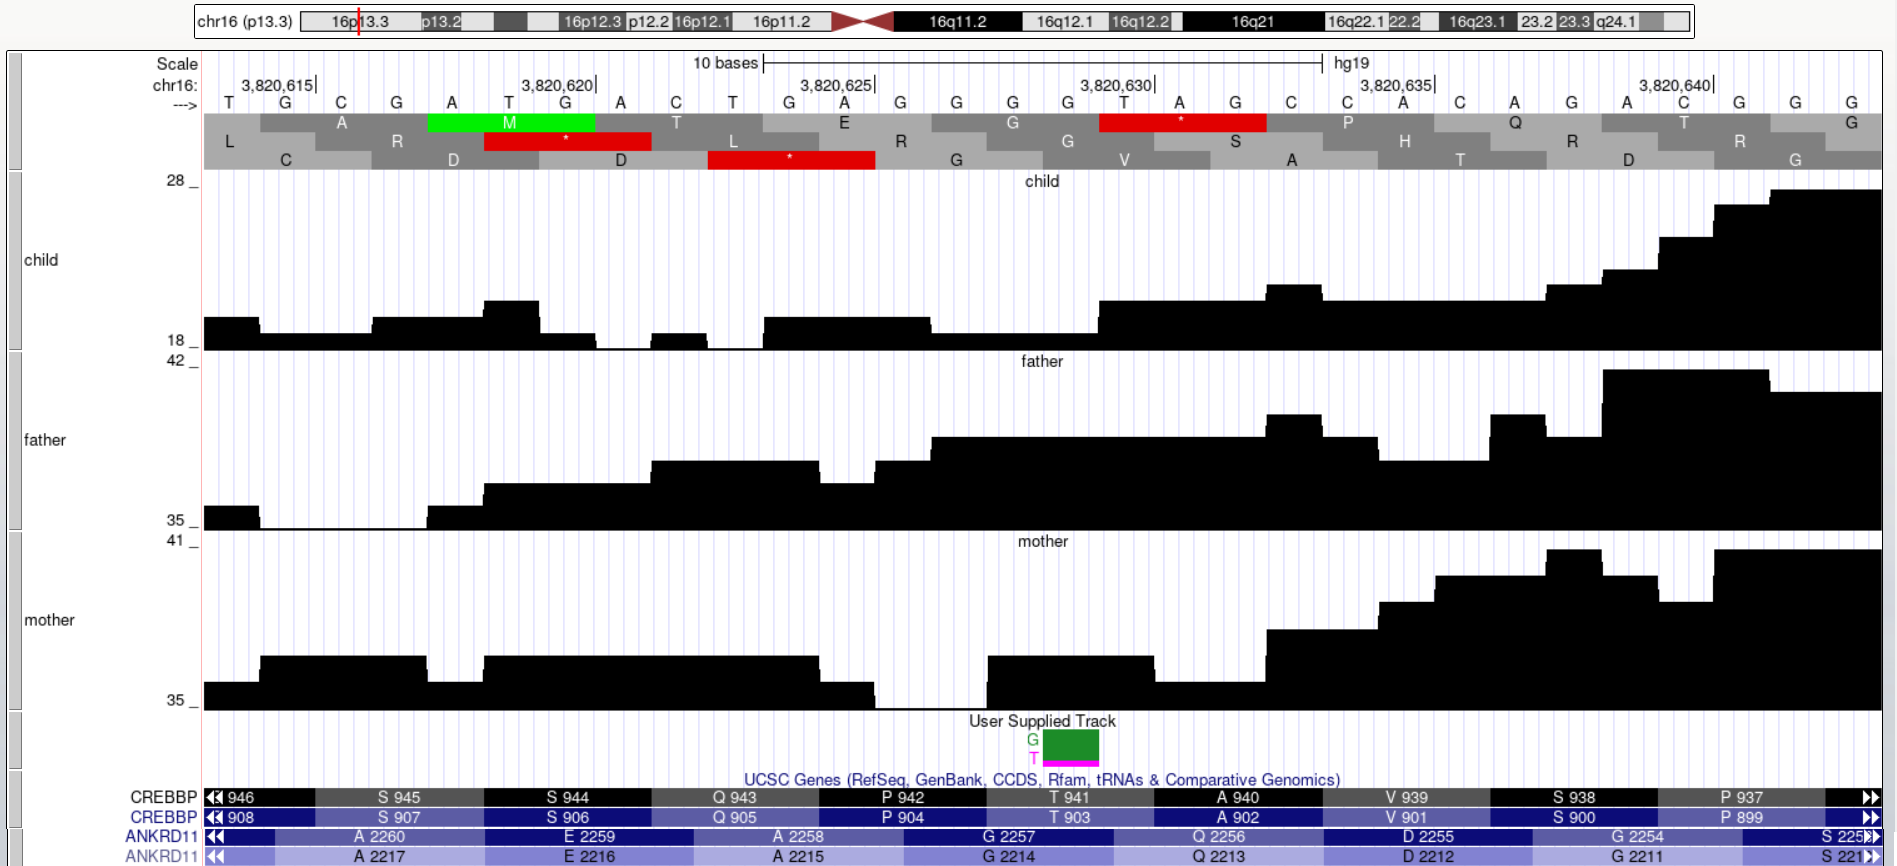 chr16 (p13.3) 16p13.3 p13.2 16p12.3 p12.2 16p12.1 16p11.2 16q11.2 16q12.1 16q12.2 16q21 16q22.1 22.2 16q23.1 23.2 23.3 q24.1
Scale 10 bases hg19
chr16: 3,820,615 3,820,620 3,820,625 3,820,630 3,820,635 3,820,640
---> T G C G A T G A C T G A G G G G T A G C C A C A G A C G G G
A M T E G * P Q T G
L R * L R G S H R R
C D D * G V A T D G
28 _ child
child
18 _
42 _ father
father
35 _
41 _ mother
mother
35 _
User Supplied Track
G
T
UCSC Genes (RefSeq, GenBank, CCDS, Rfam, tRNAs & Comparative Genomics)
CREBBP 946 S 945 S 944 Q 943 P 942 T 941 A 940 V 939 S 938 P 937
CREBBP 908 S 907 S 906 Q 905 P 904 T 903 A 902 V 901 S 900 P 899
ANKRD11 A 2260 E 2259 A 2258 G 2257 Q 2256 D 2255 G 2254 S 225
ANKRD11 A 2217 E 2216 A 2215 G 2214 Q 2213 D 2212 G 2211 S 221